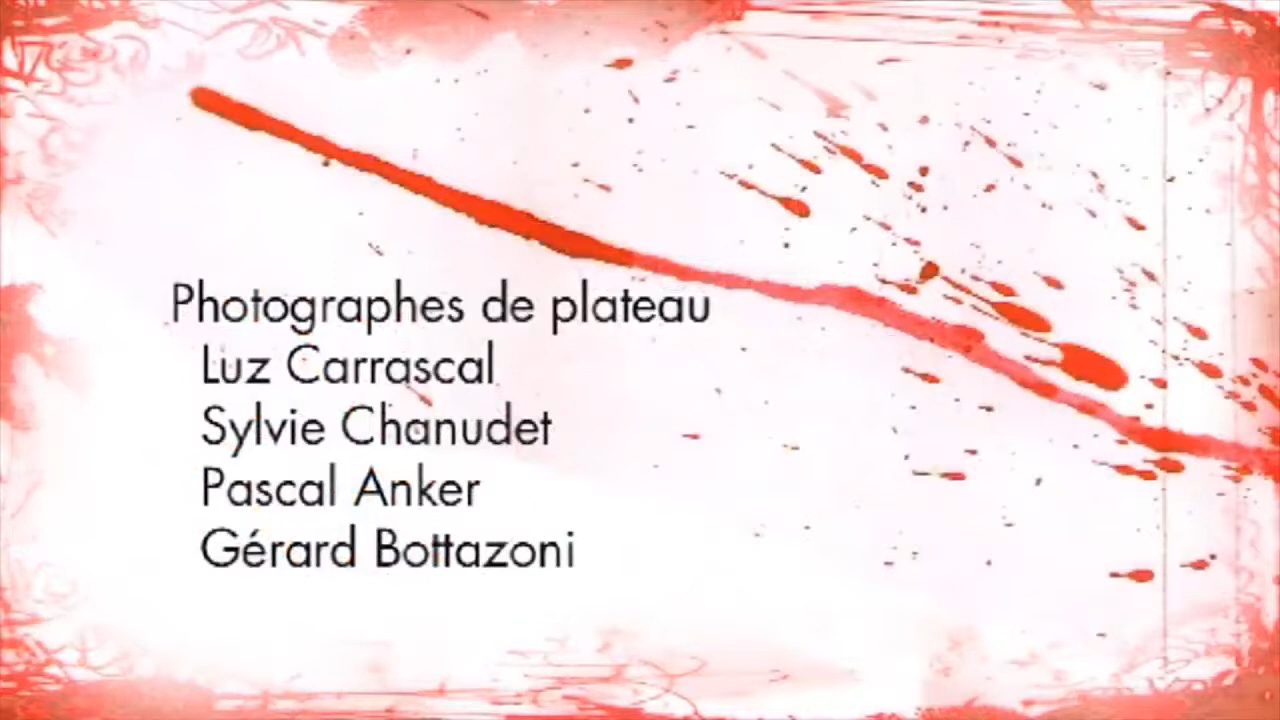 Photographes de plateau
Luz Carrascal
Sylvie Chanudet
Pascal Anker
Gérard Bottazoni